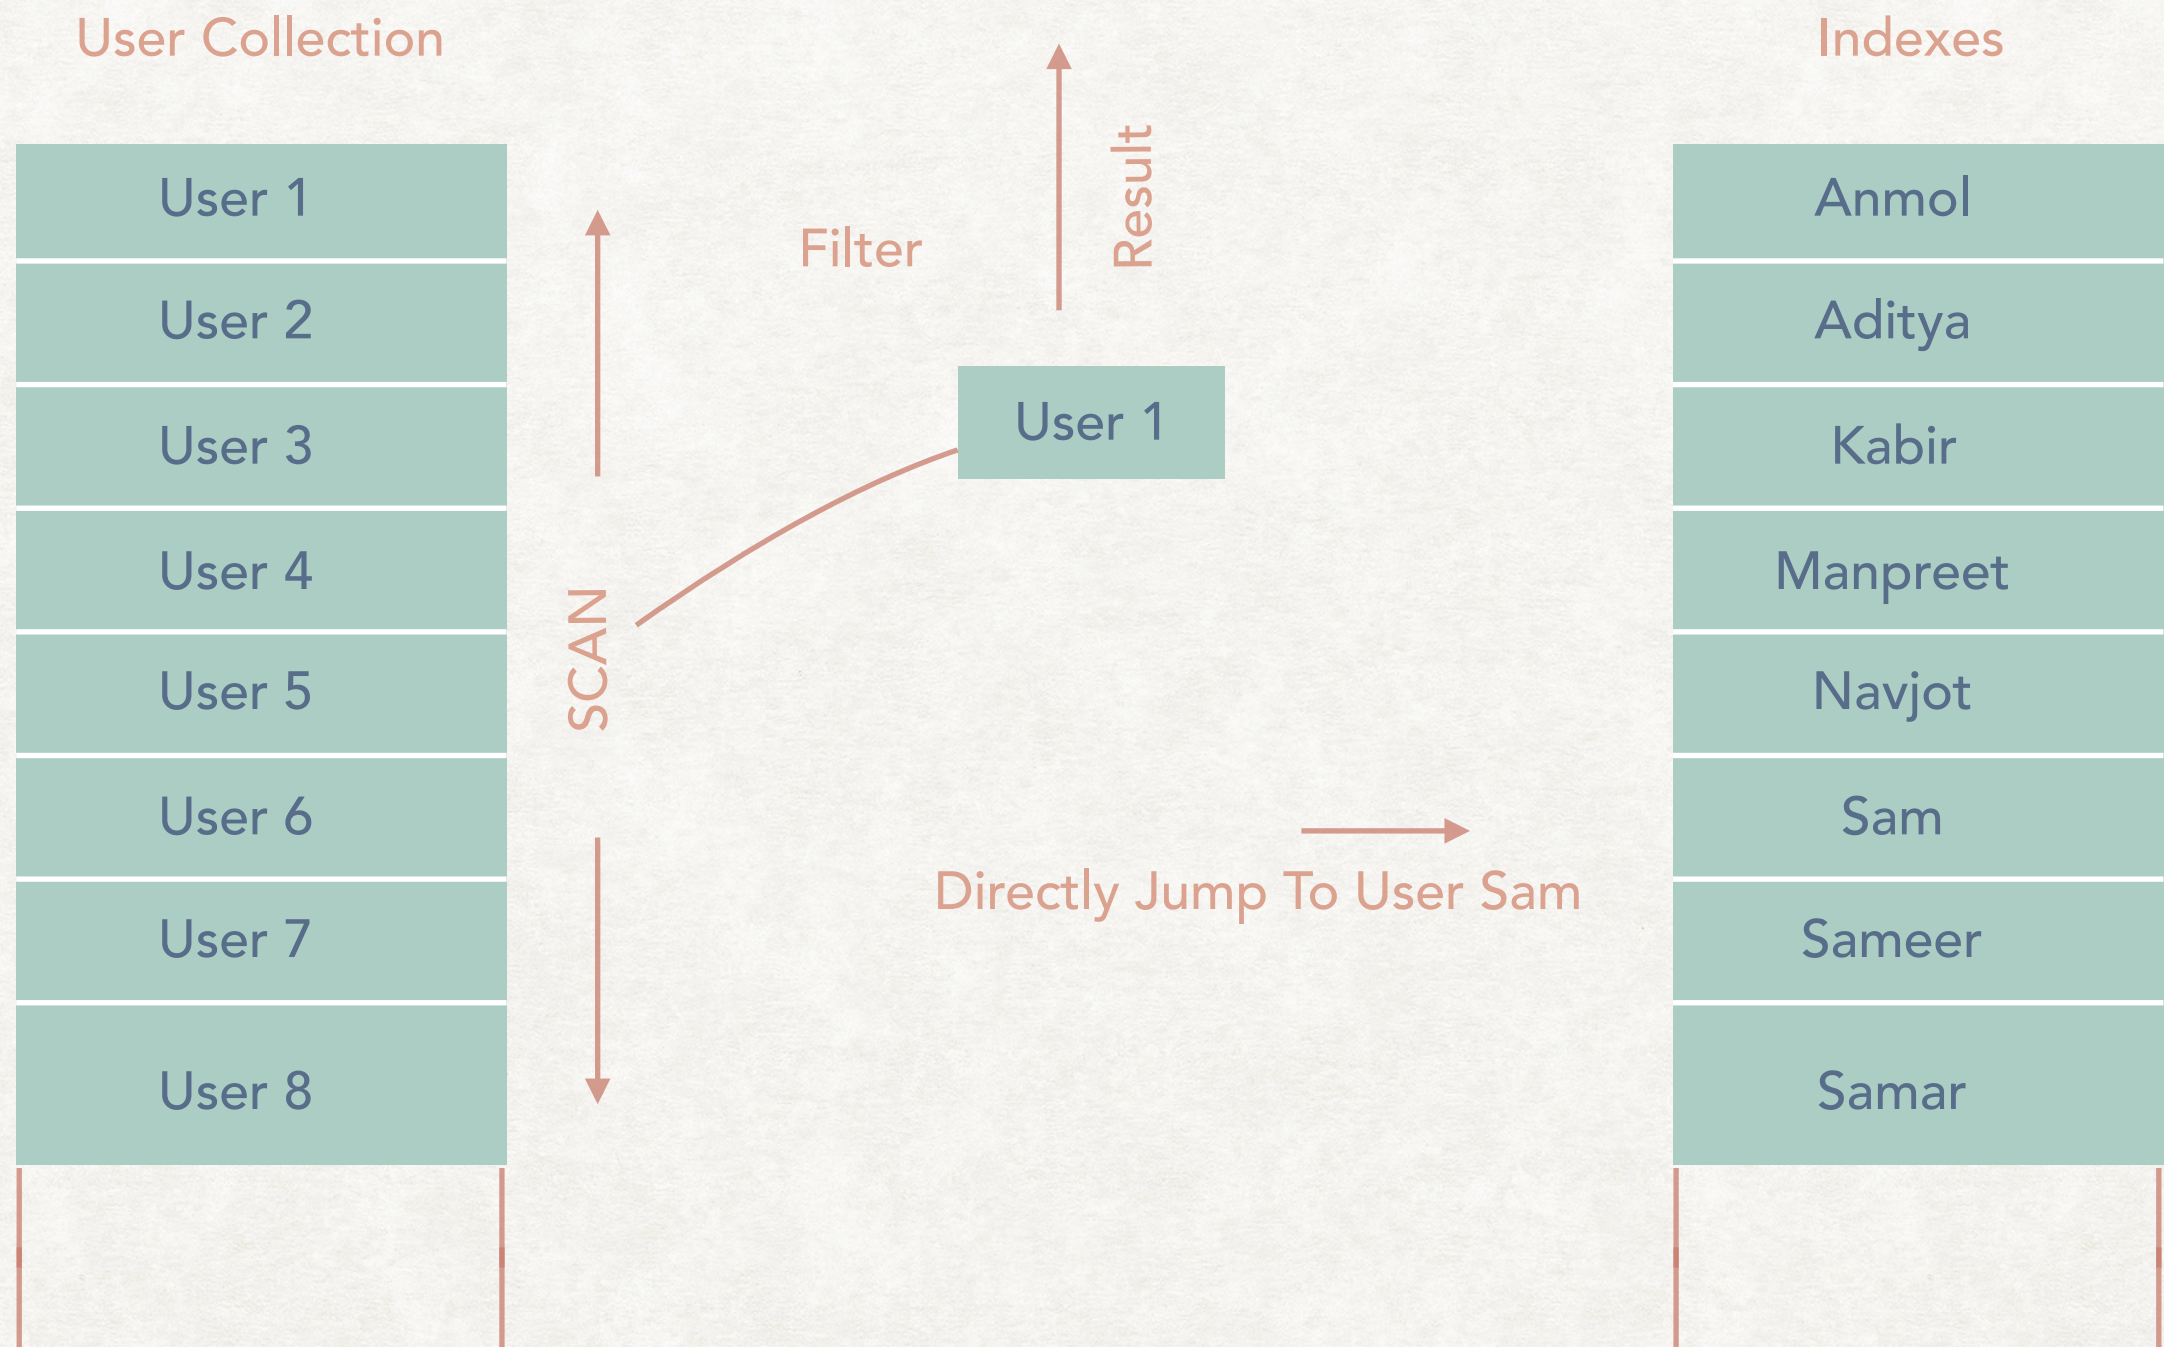 User Collection
User 1
User 2
User 3
User 4
User 5
User 6
User 7
User 8
SCAN
Filter
Result
User 1
Directly Jump To User Sam
Indexes
Anmol
Aditya
Kabir
Manpreet
Navjot
Sam
Sameer
Samar